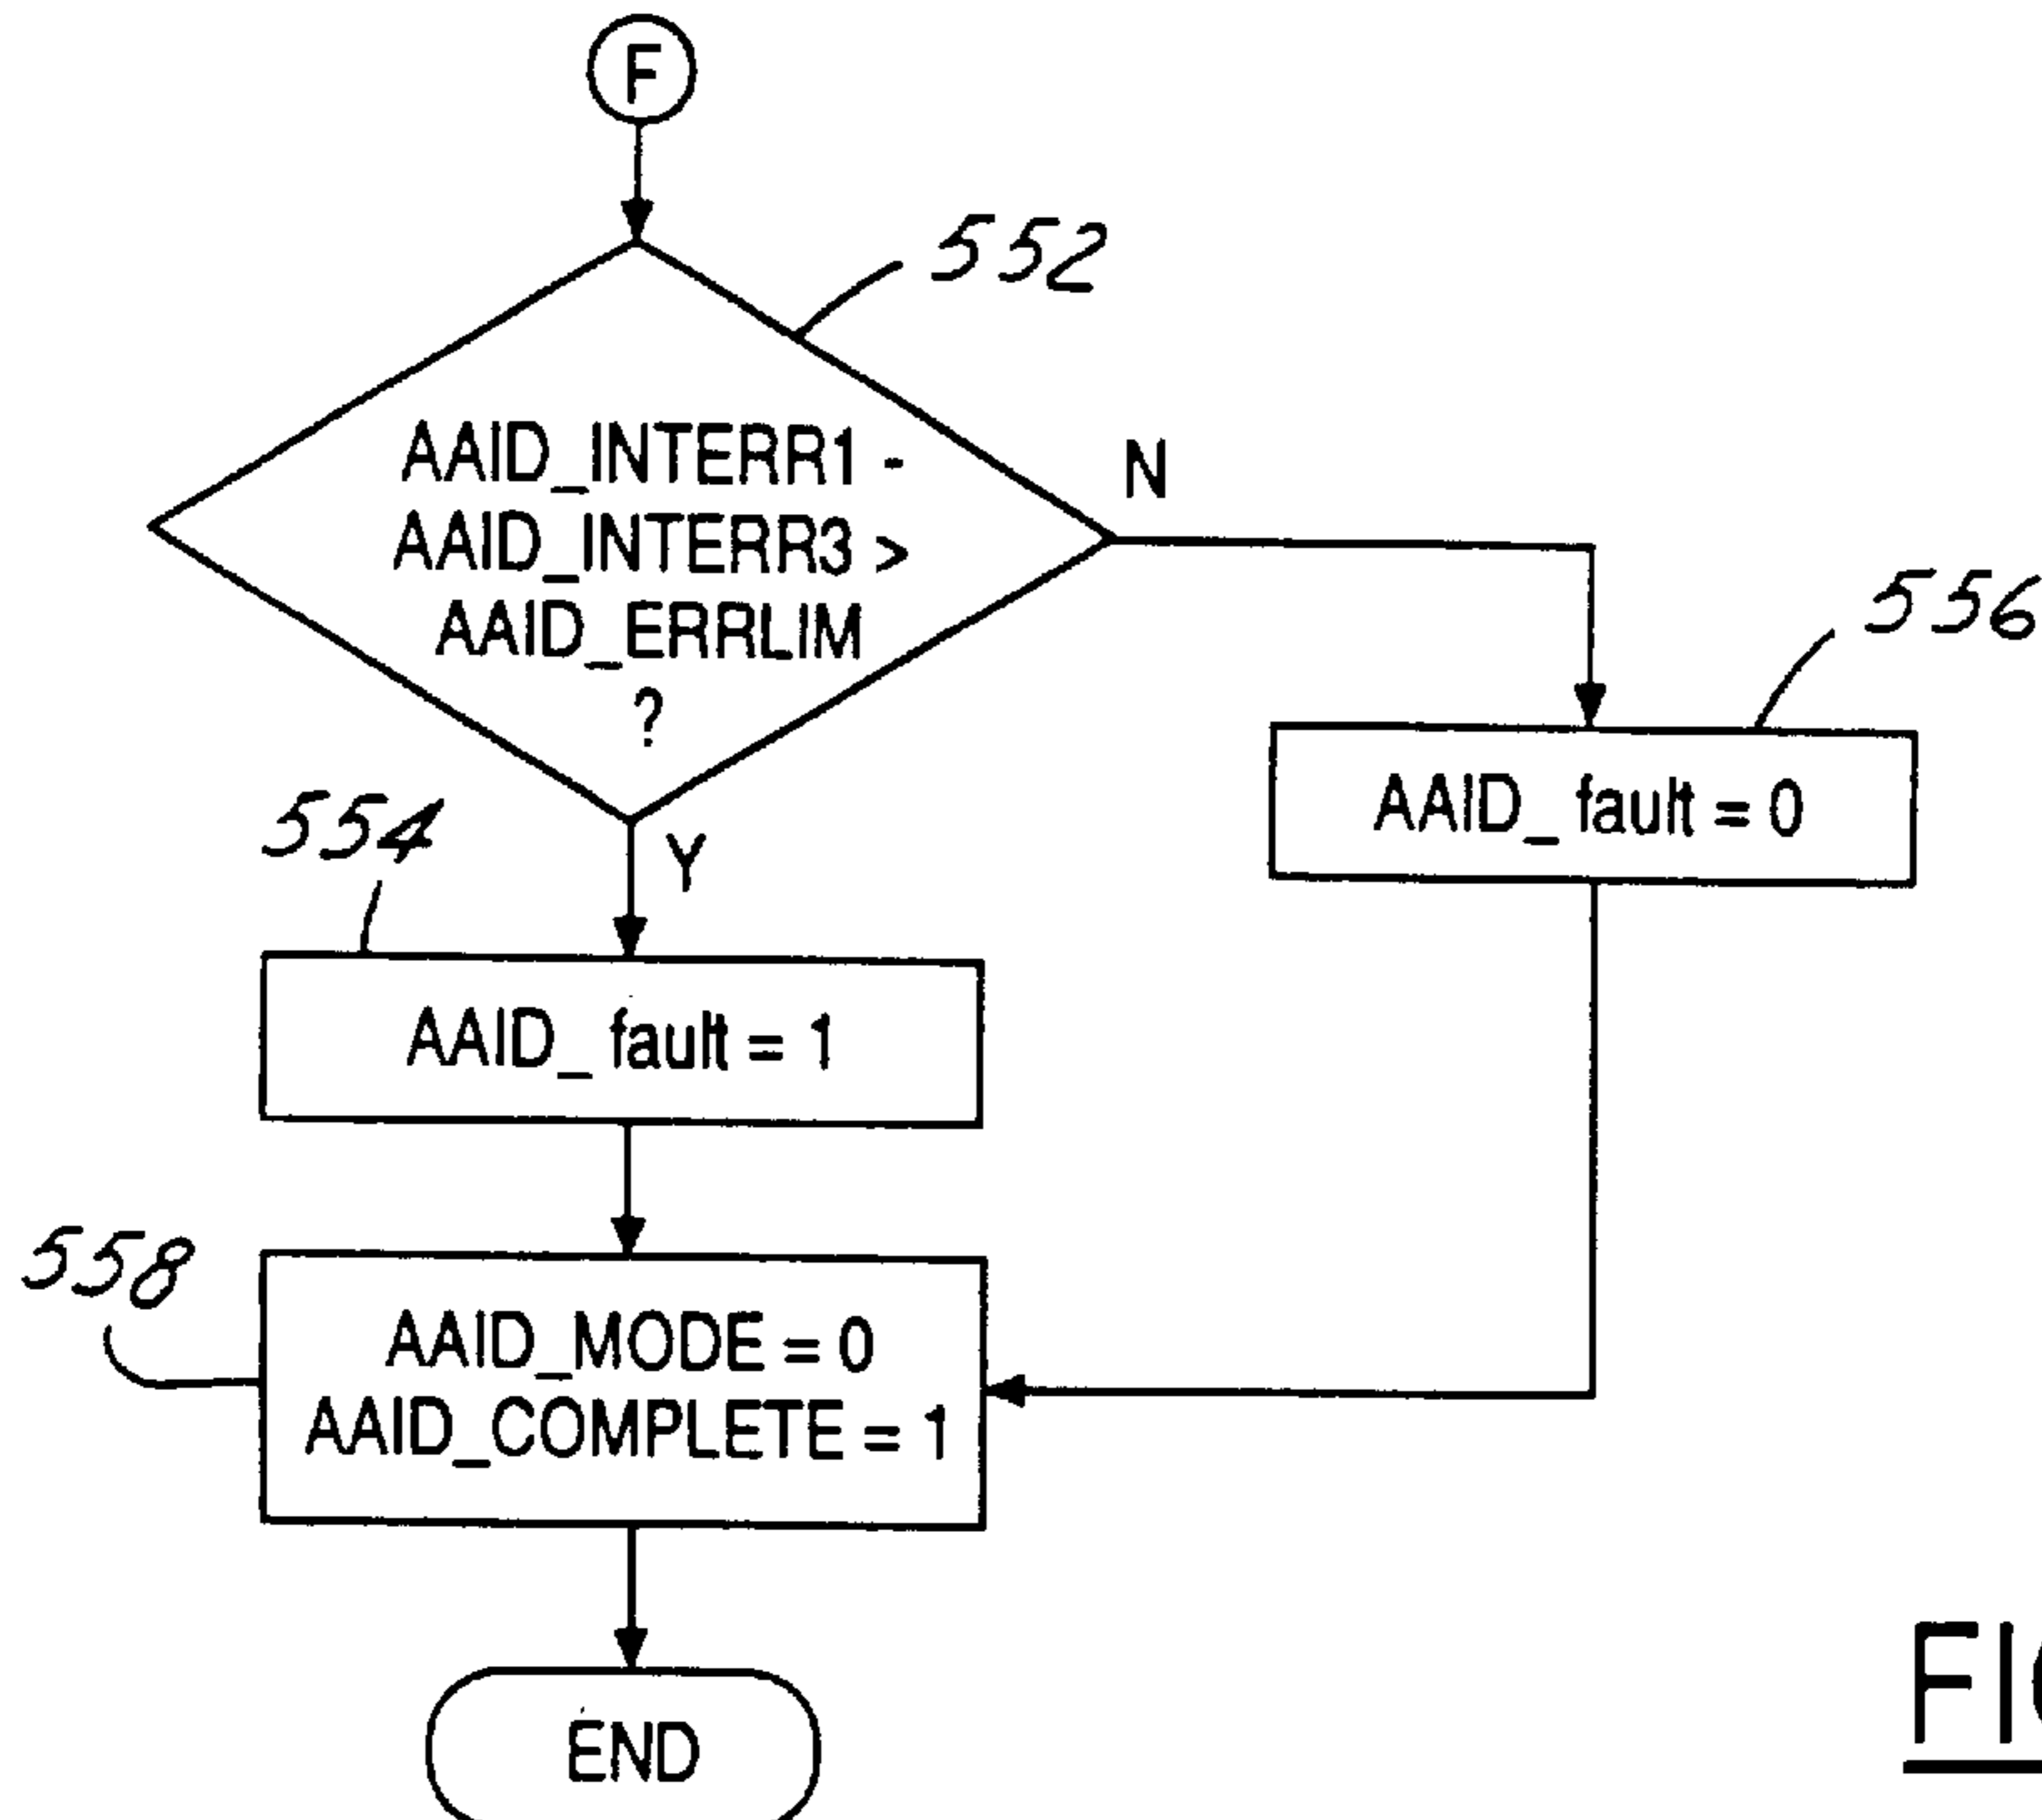 F
552
AAID_INTERR1 -
AAID_INTERR3 >
AAID_ERRLIM
?
N
Y
556
AAID_ fault = 0
554
AAID_ fault = 1
558
AAID_MODE = 0
AAID_COMPLETE = 1
END